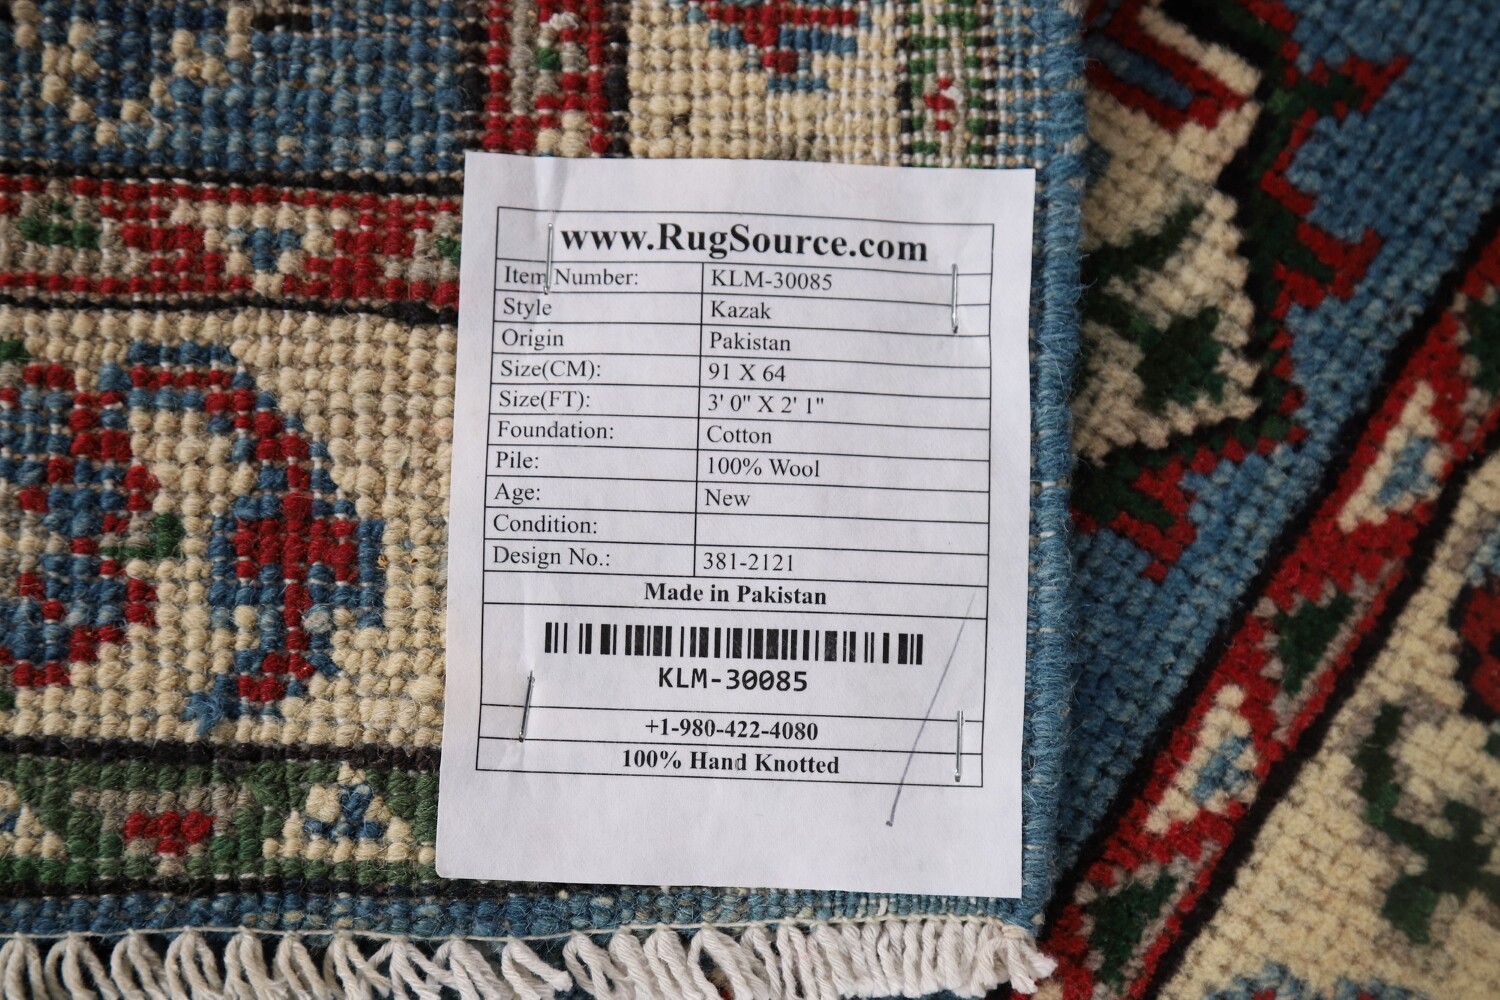 www.RugSource.com
Item Number: KLM-30085
Style Kazak
Origin Pakistan
Size(CM): 91 X 64
Size(FT): 3' 0" X 2' 1"
Foundation: Cotton
Pile: 100% Wool
Age: New
Condition:
Design No.: 381-2121
Made in Pakistan
KLM-30085
+1-980-422-4080
100% Hand Knotted